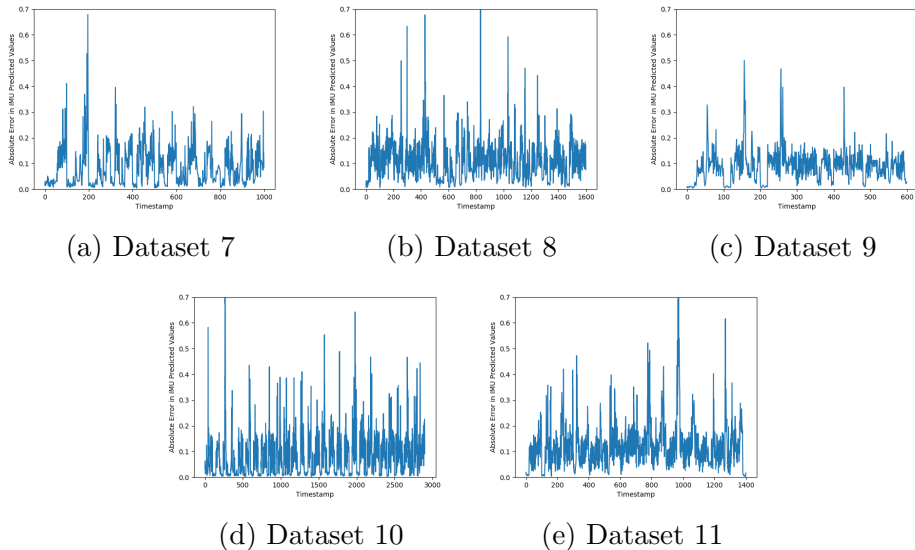 0.7
0.6
0.5
0.4
0.3
0.2
0.1
0.0
Absolute Error in IMU Predicted Values
0 200 400 600 800 1000
Timestamp
(a) Dataset 7
0.7
0.6
0.5
0.4
0.3
0.2
0.1
0.0
Absolute Error in IMU Predicted Values
0 200 400 600 800 1000 1200 1400 1600
Timestamp
(b) Dataset 8
0.7
0.6
0.5
0.4
0.3
0.2
0.1
0.0
Absolute Error in IMU Predicted Values
0 100 200 300 400 500 600
Timestamp
(c) Dataset 9
0.7
0.6
0.5
0.4
0.3
0.2
0.1
0.0
Absolute Error in IMU Predicted Values
0 500 1000 1500 2000 2500 3000
Timestamp
(d) Dataset 10
0.7
0.6
0.5
0.4
0.3
0.2
0.1
0.0
Absolute Error in IMU Predicted Values
0 200 400 600 800 1000 1200 1400
Timestamp
(e) Dataset 11